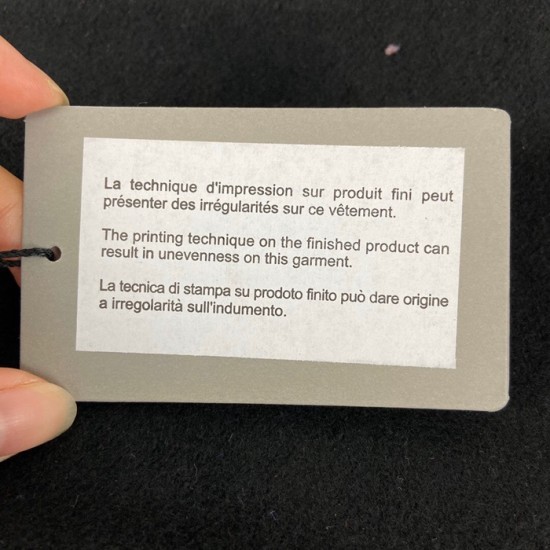 La technique d'impression sur produit fini peut
présenter des irrégularités sur ce vêtement.
The printing technique on the finished product can
result in unevenness on this garment.
La tecnica di stampa su prodoto finito può dare origine
a irregolarità sull'indumento.